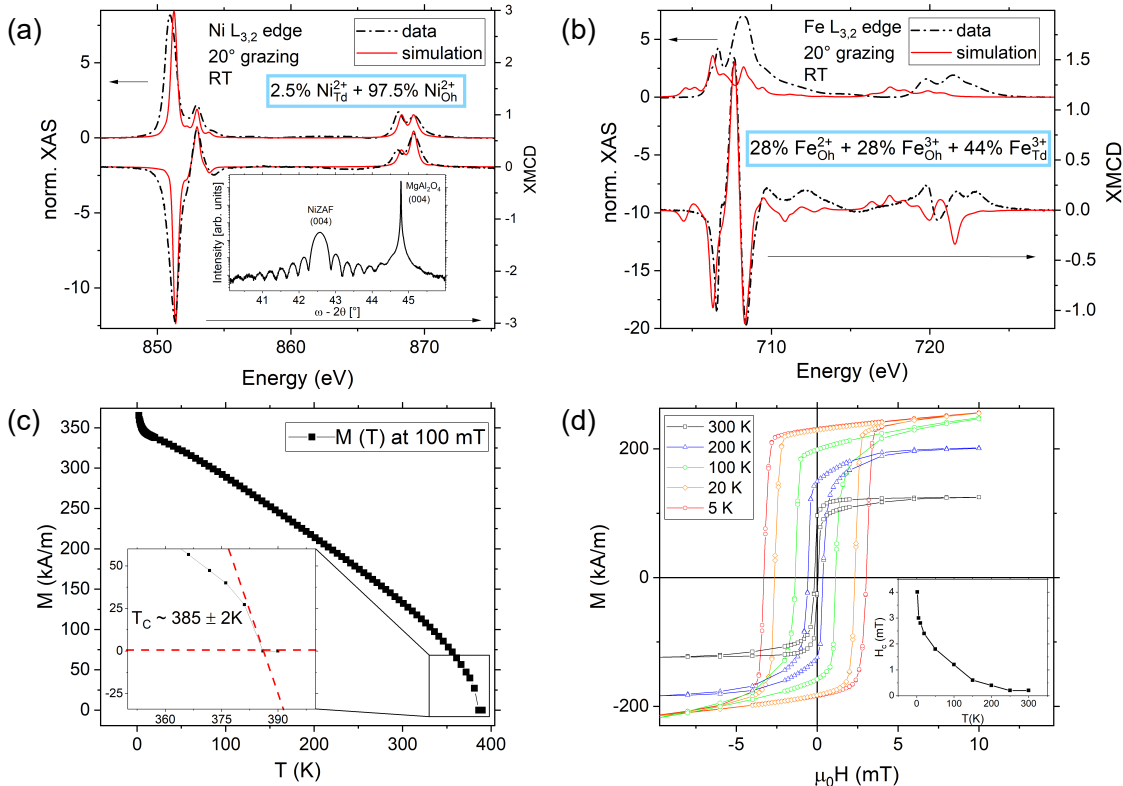 (a)
Ni L3,2 edge
20° grazing
RT
data
simulation
2.5% Ni2+Td + 97.5% Ni2+Oh
norm. XAS
XMCD
5
0
-5
-10
3
2
1
0
-1
-2
-3
850
860
870
Energy (eV)
Intensity [arb. units)
NiZAF
(004)
MgAl2O4
(004)
41
42
43
44
45
ω - 2θ [°]
(b)
Fe L3,2 edge
20° grazing
RT
data
simulation
28% Fe2+Oh + 28% Fe3+Oh + 44% Fe3+Td
norm. XAS
XMCD
5
0
-5
-10
-15
-20
1.5
1.0
0.5
0.0
-0.5
-1.0
710
720
Energy (eV)
(c)
M (T) at 100 mT
M (kA/m)
350
300
250
200
150
100
50
0
0
50
100
150
200
250
300
350
400
T (K)
50
25
0
-25
TC ~ 385 ± 2K
360
375
390
(d)
300 K
200 K
100 K
20 K
5 K
M (kA/m)
200
0
-200
-5
0
5
10
μ0H (mT)
4
3
2
1
0
0
100
200
300
T(K)